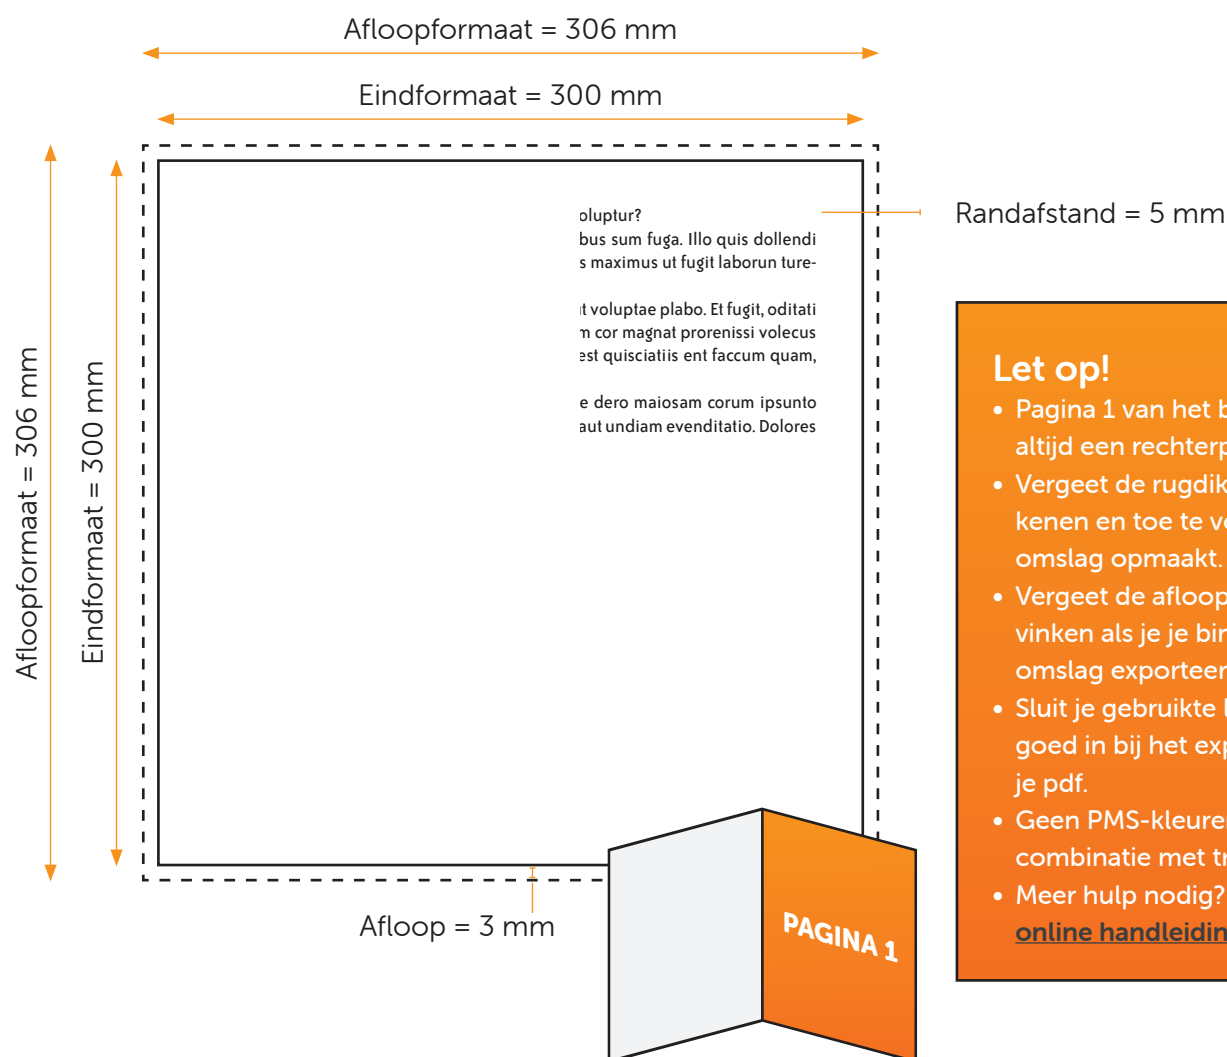 Afloopformaat = 306 mm
Eindformaat = 300 mm
Afloopformaat = 306 mm
Eindformaat = 300 mm
oluptur?
bus sum fuga. Illo quis dollendi
s maximus ut fugit laborun ture-
t voluptae plabo. Et fugit, oditati
m cor magnat prorenissi volecus
est quisciatiis ent faccum quam,
e dero maiosam corum ipsunto
aut undiam evenditatio. Dolores
Randafstand = 5 mm
Afloop = 3 mm
PAGINA 1
Let op!
• Pagina 1 van het b
altijd een rechterp
• Vergeet de rugdik
kenen en toe te vo
omslag opmaakt.
• Vergeet de afloop
vinken als je je bin
omslag exporteer
• Sluit je gebruikte l
goed in bij het exp
je pdf.
• Geen PMS-kleuren
combinatie met tr
• Meer hulp nodig?
online handleidin